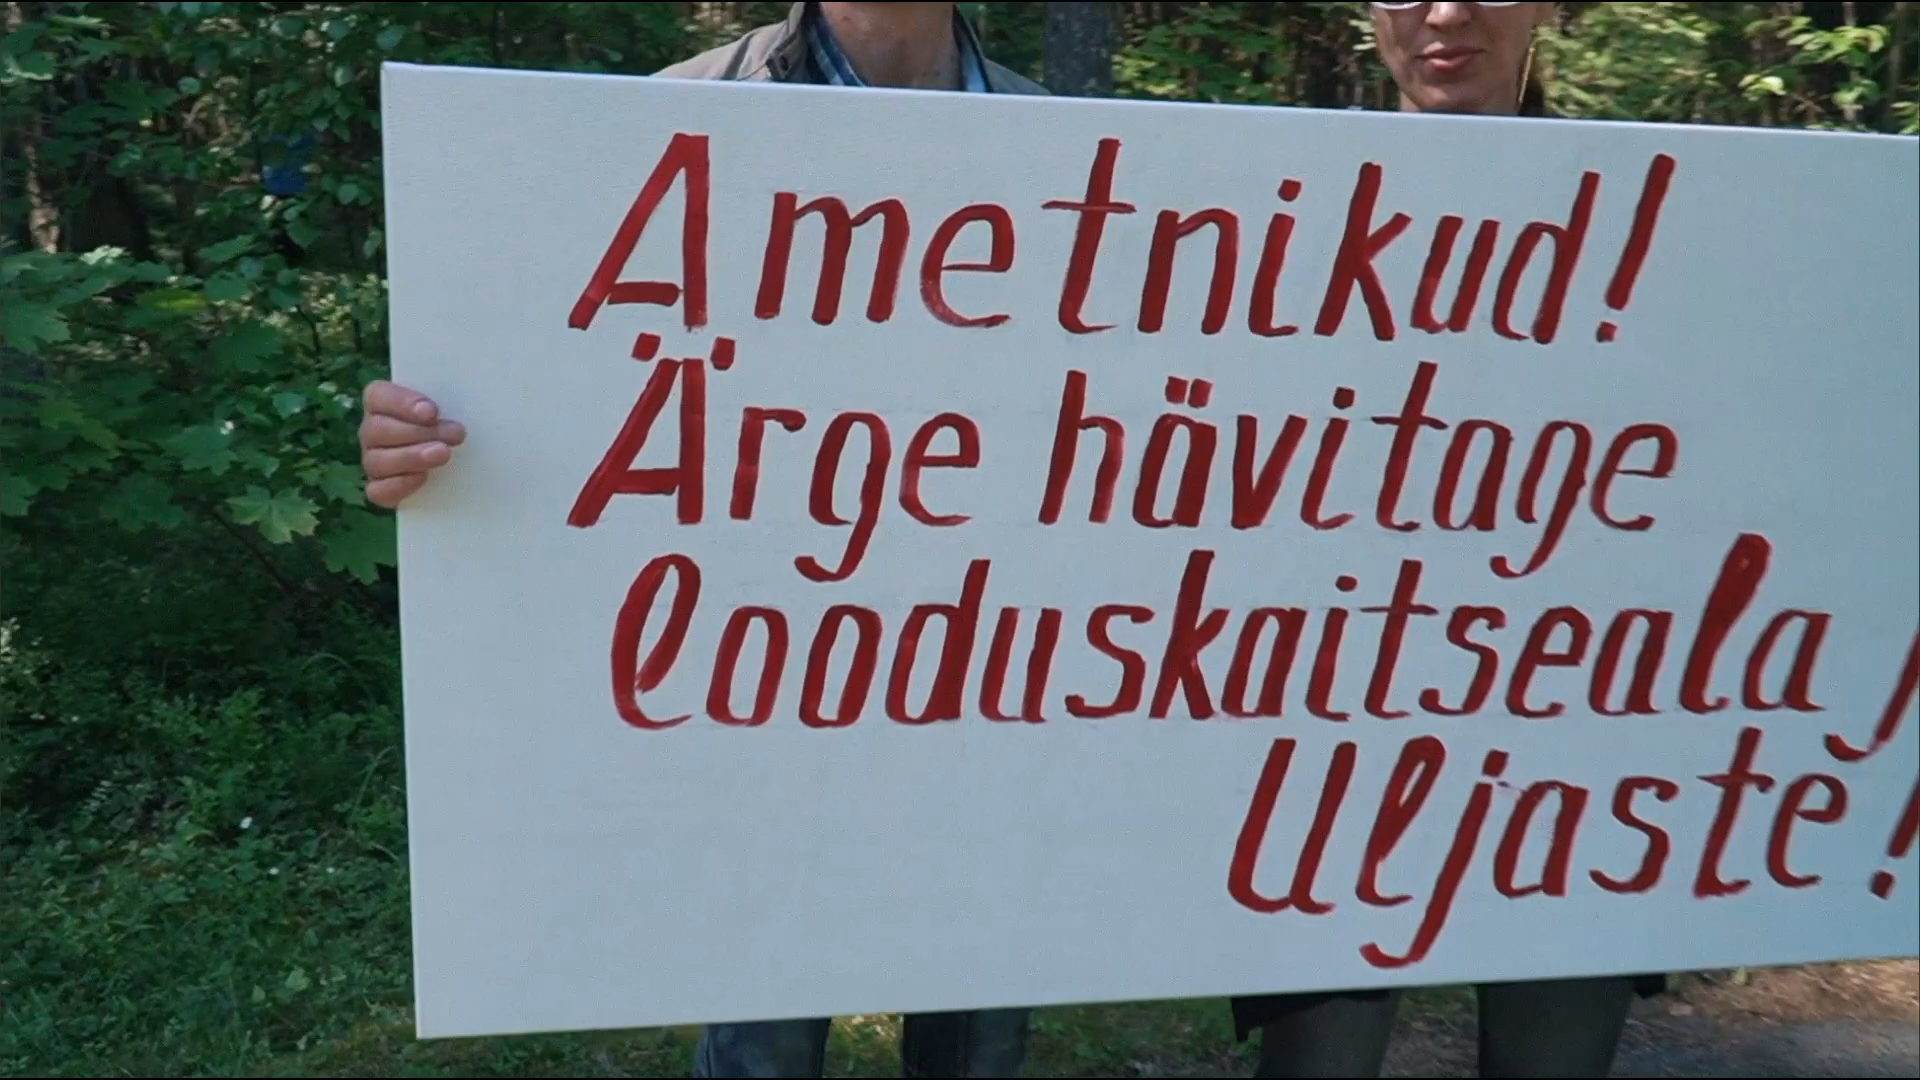 Ametnikud!
Ärge hävitage
looduskaitseala
Uljaste!